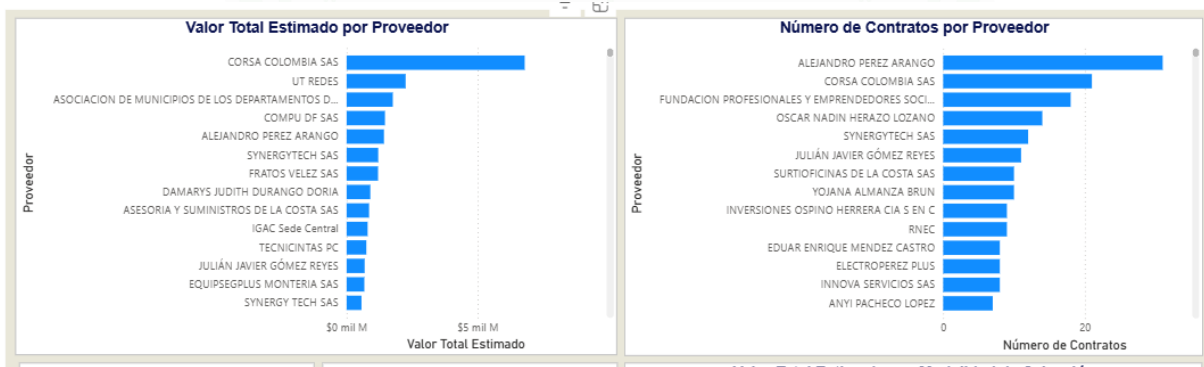 Valor Total Estimado por Proveedor
Proveedor
CORSA COLOMBIA SAS
UT REDES
ASOCIACION DE MUNICIPIOS DE LOS DEPARTAMENTOS D...
COMPU DF SAS
ALEJANDRO PEREZ ARANGO
SYNERGYTECH SAS
FRATOS VELEZ SAS
DAMARYS JUDITH DURANGO DORIA
ASESORIA Y SUMINISTROS DE LA COSTA SAS
IGAC Sede Central
TECNICINTAS PC
JULIÁN JAVIER GÓMEZ REYES
EQUIPSEGPLUS MONTERIA SAS
SYNERGY TECH SAS
$0 mil M $5 mil M
Valor Total Estimado
Número de Contratos por Proveedor
Proveedor
ALEJANDRO PEREZ ARANGO
CORSA COLOMBIA SAS
FUNDACION PROFESIONALES Y EMPRENDEDORES SOCI...
OSCAR NADIN HERAZO LOZANO
SYNERGYTECH SAS
JULIÁN JAVIER GÓMEZ REYES
SURTIOFICINAS DE LA COSTA SAS
YOJANA ALMANZA BRUN
INVERSIONES OSPINO HERRERA CIA S EN C
RNEC
EDUAR ENRIQUE MENDEZ CASTRO
ELECTROPEREZ PLUS
INNOVA SERVICIOS SAS
ANYI PACHECO LOPEZ
0 20
Número de Contratos